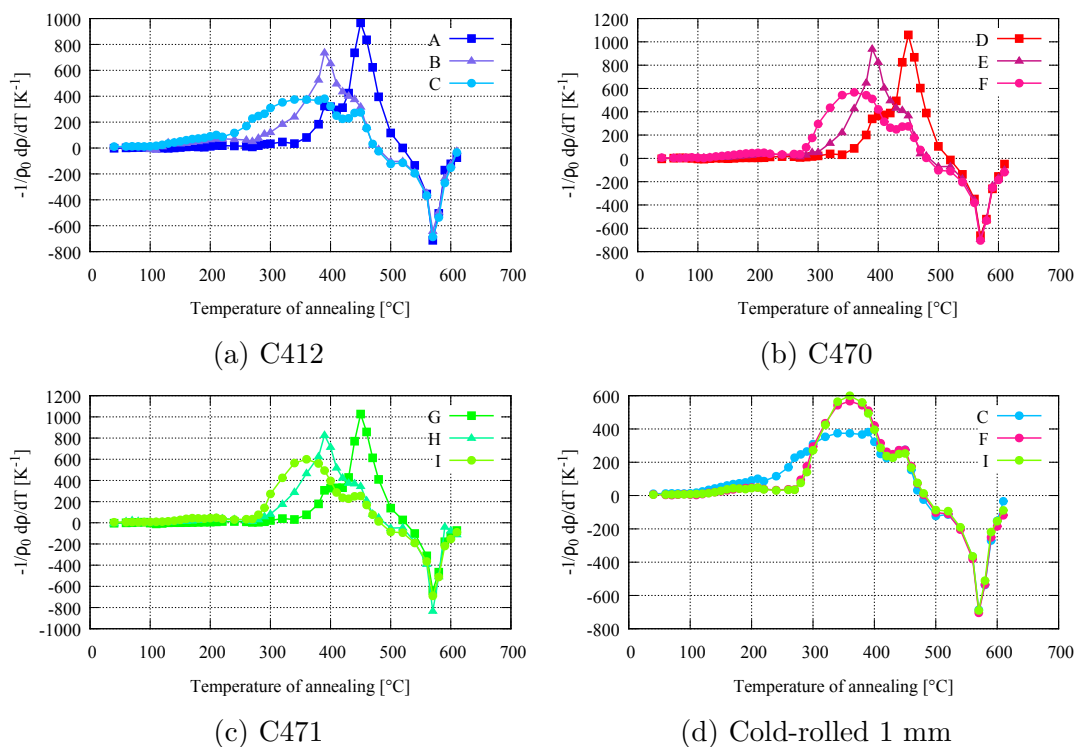 1000
800
600
400
200
0
-200
-400
-600
-800
-1/ρ₀ dρ/dT [K⁻¹]
A
B
C
0 100 200 300 400 500 600 700
Temperature of annealing [°C]
(a) C412
1200
1000
800
600
400
200
0
-200
-400
-600
-800
-1/ρ₀ dρ/dT [K⁻¹]
D
E
F
0 100 200 300 400 500 600 700
Temperature of annealing [°C]
(b) C470
1200
1000
800
600
400
200
0
-200
-400
-600
-800
-1000
-1/ρ₀ dρ/dT [K⁻¹]
G
H
I
0 100 200 300 400 500 600 700
Temperature of annealing [°C]
(c) C471
600
400
200
0
-200
-400
-600
-800
-1/ρ₀ dρ/dT [K⁻¹]
C
F
I
0 100 200 300 400 500 600 700
Temperature of annealing [°C]
(d) Cold-rolled 1 mm